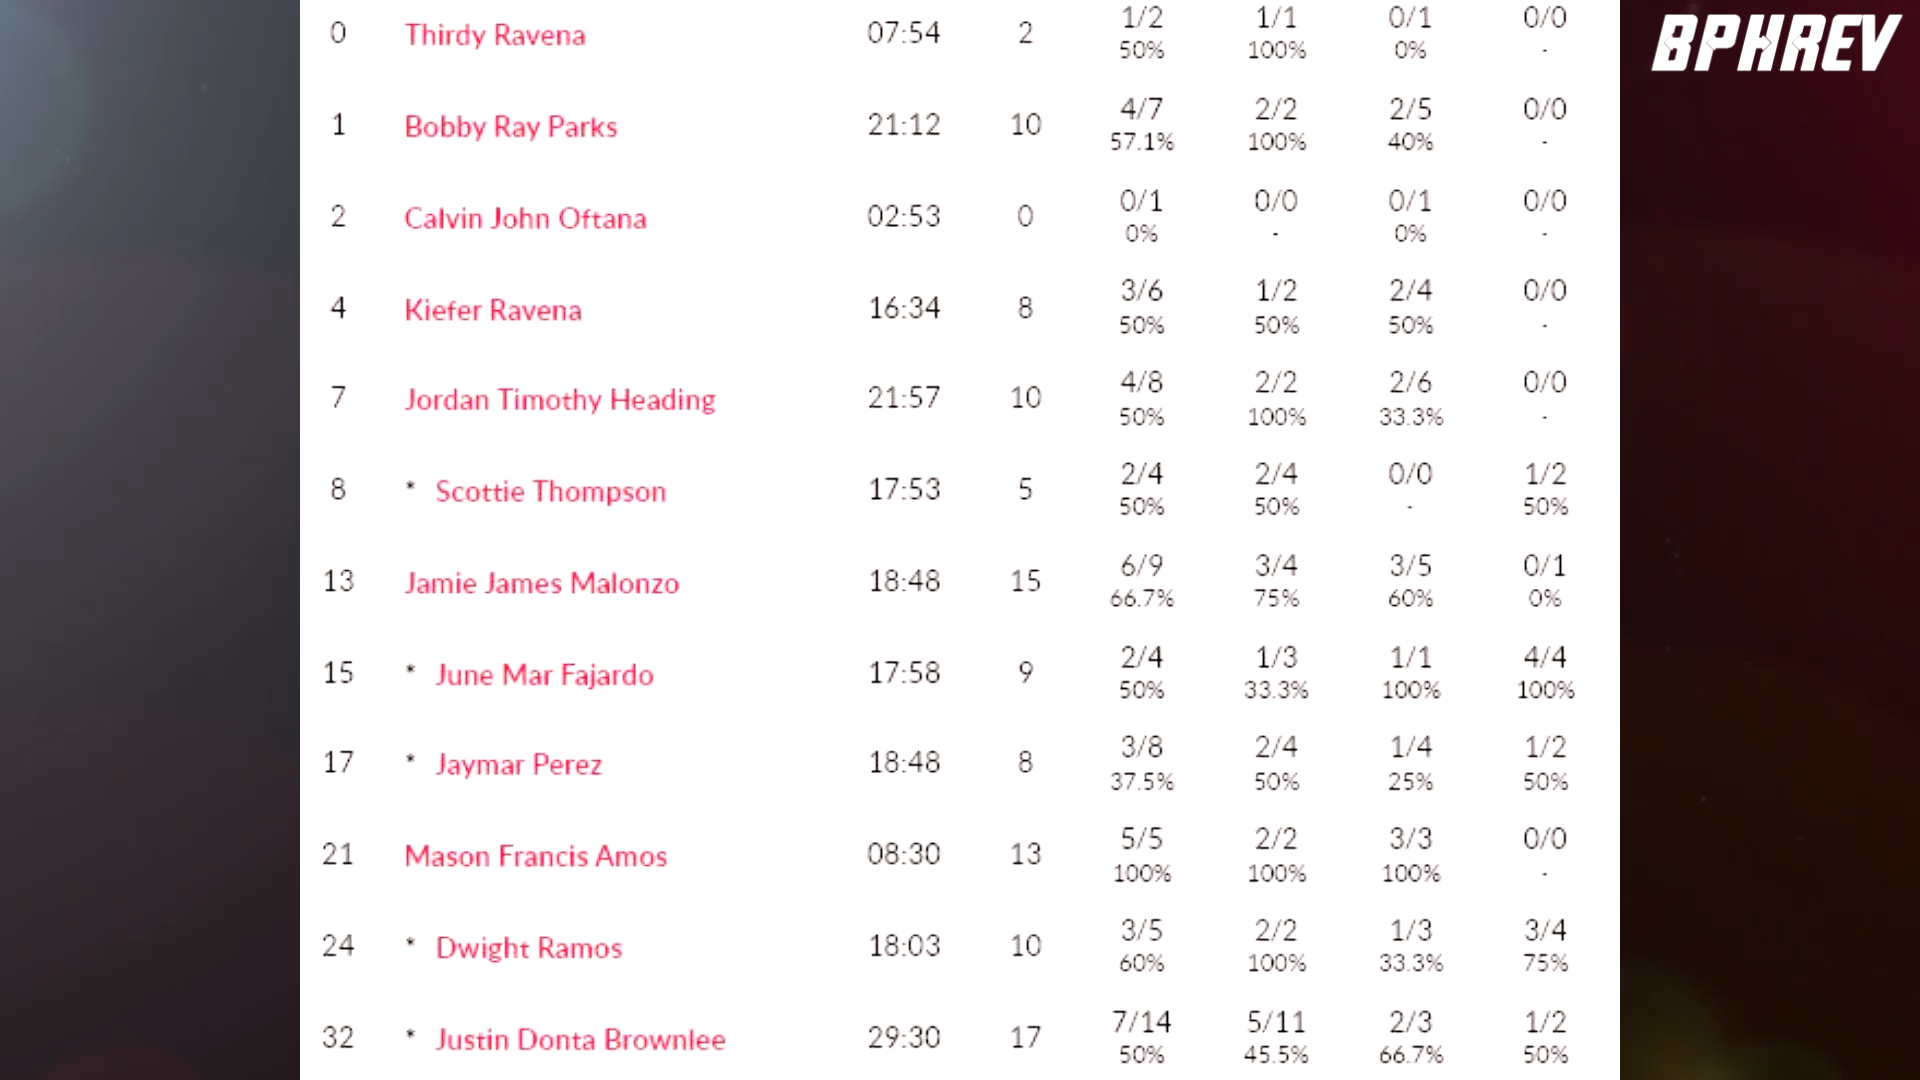 BPHREV
0 Thirdy Ravena 07:54 2 1/2 1/1 0/1 0/0
50% 100% 0% -
1 Bobby Ray Parks 21:12 10 4/7 2/2 2/5 0/0
57.1% 100% 40% -
2 Calvin John Oftana 02:53 0 0/1 0/0 0/1 0/0
0% - 0% -
4 Kiefer Ravena 16:34 8 3/6 1/2 2/4 0/0
50% 50% 50% -
7 Jordan Timothy Heading 21:57 10 4/8 2/2 2/6 0/0
50% 100% 33.3% -
8 * Scottie Thompson 17:53 5 2/4 2/4 0/0 1/2
50% 50% - 50%
13 Jamie James Malonzo 18:48 15 6/9 3/4 3/5 0/1
66.7% 75% 60% 0%
15 * June Mar Fajardo 17:58 9 2/4 1/3 1/1 4/4
50% 33.3% 100% 100%
17 * Jaymar Perez 18:48 8 3/8 2/4 1/4 1/2
37.5% 50% 25% 50%
21 Mason Francis Amos 08:30 13 5/5 2/2 3/3 0/0
100% 100% 100% -
24 * Dwight Ramos 18:03 10 3/5 2/2 1/3 3/4
60% 100% 33.3% 75%
32 * Justin Donta Brownlee 29:30 17 7/14 5/11 2/3 1/2
50% 45.5% 66.7% 50%